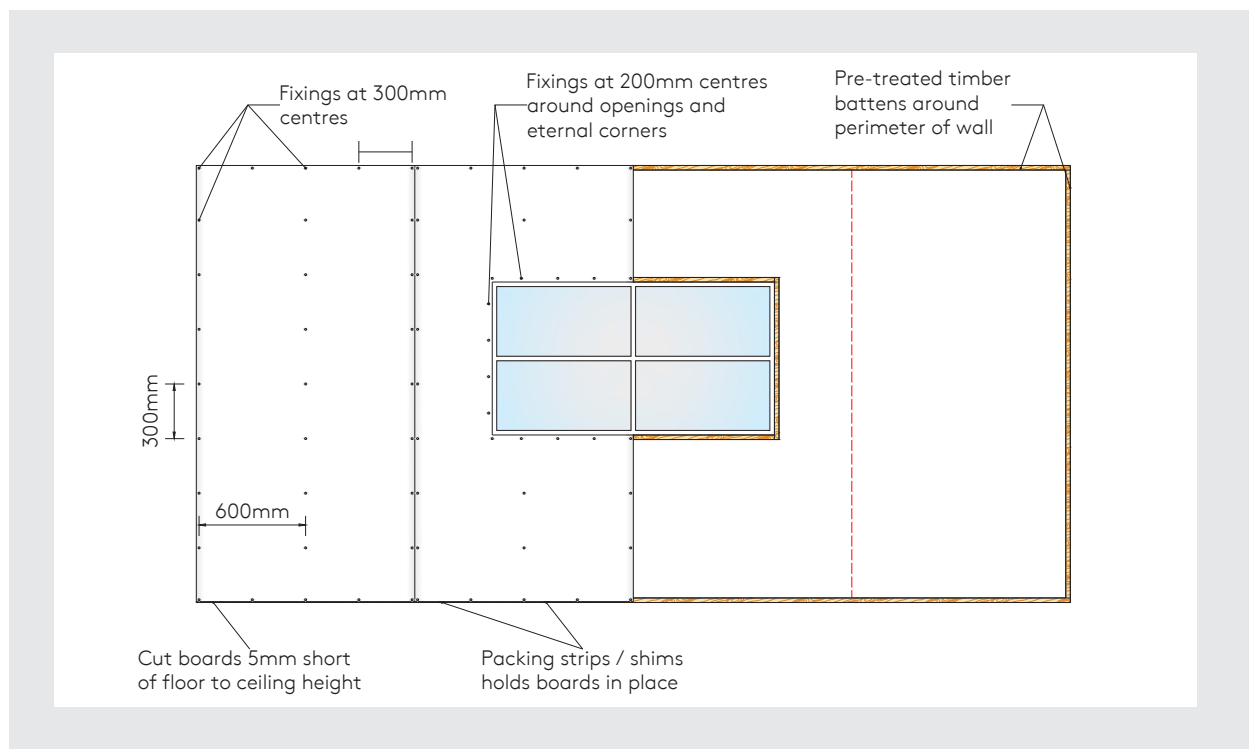 Fixings at 300mm
centres
Fixings at 200mm centres
around openings and
eternal corners
Pre-treated timber
battens around
perimeter of wall
300mm
600mm
Cut boards 5mm short
of floor to ceiling height
Packing strips / shims
holds boards in place